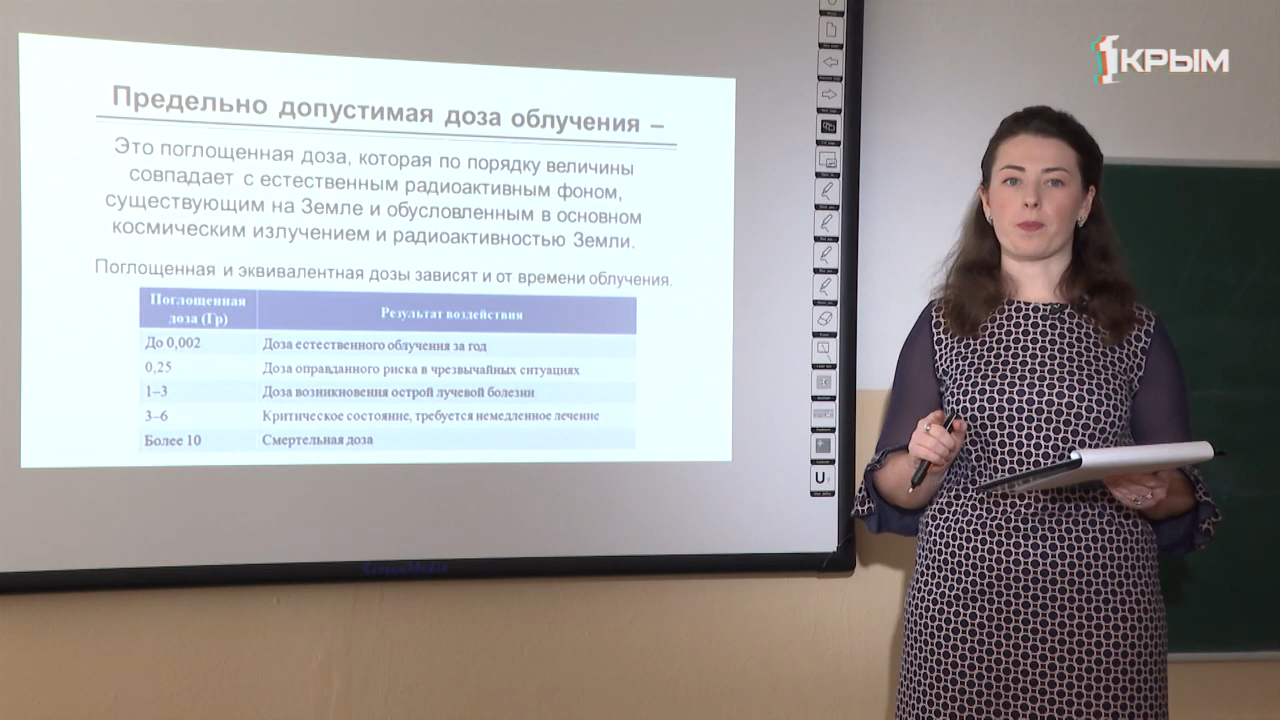 Предельно допустимая доза облучения –
Это поглощенная доза, которая по порядку величины
совпадает с естественным радиоактивным фоном,
существующим на Земле и обусловленным в основном
космическим излучением и радиоактивностью Земли.
Поглощенная и эквивалентная дозы зависят и от времени облучения.
Поглощенная доза (Гр) Результат воздействия
До 0,002 Доза естественного облучения за год
0,25 Доза оправданного риска в чрезвычайных ситуациях
1–3 Доза возникновения острой лучевой болезни
3–6 Критическое состояние, требуется немедленное лечение
Более 10 Смертельная доза
1КРЫМ